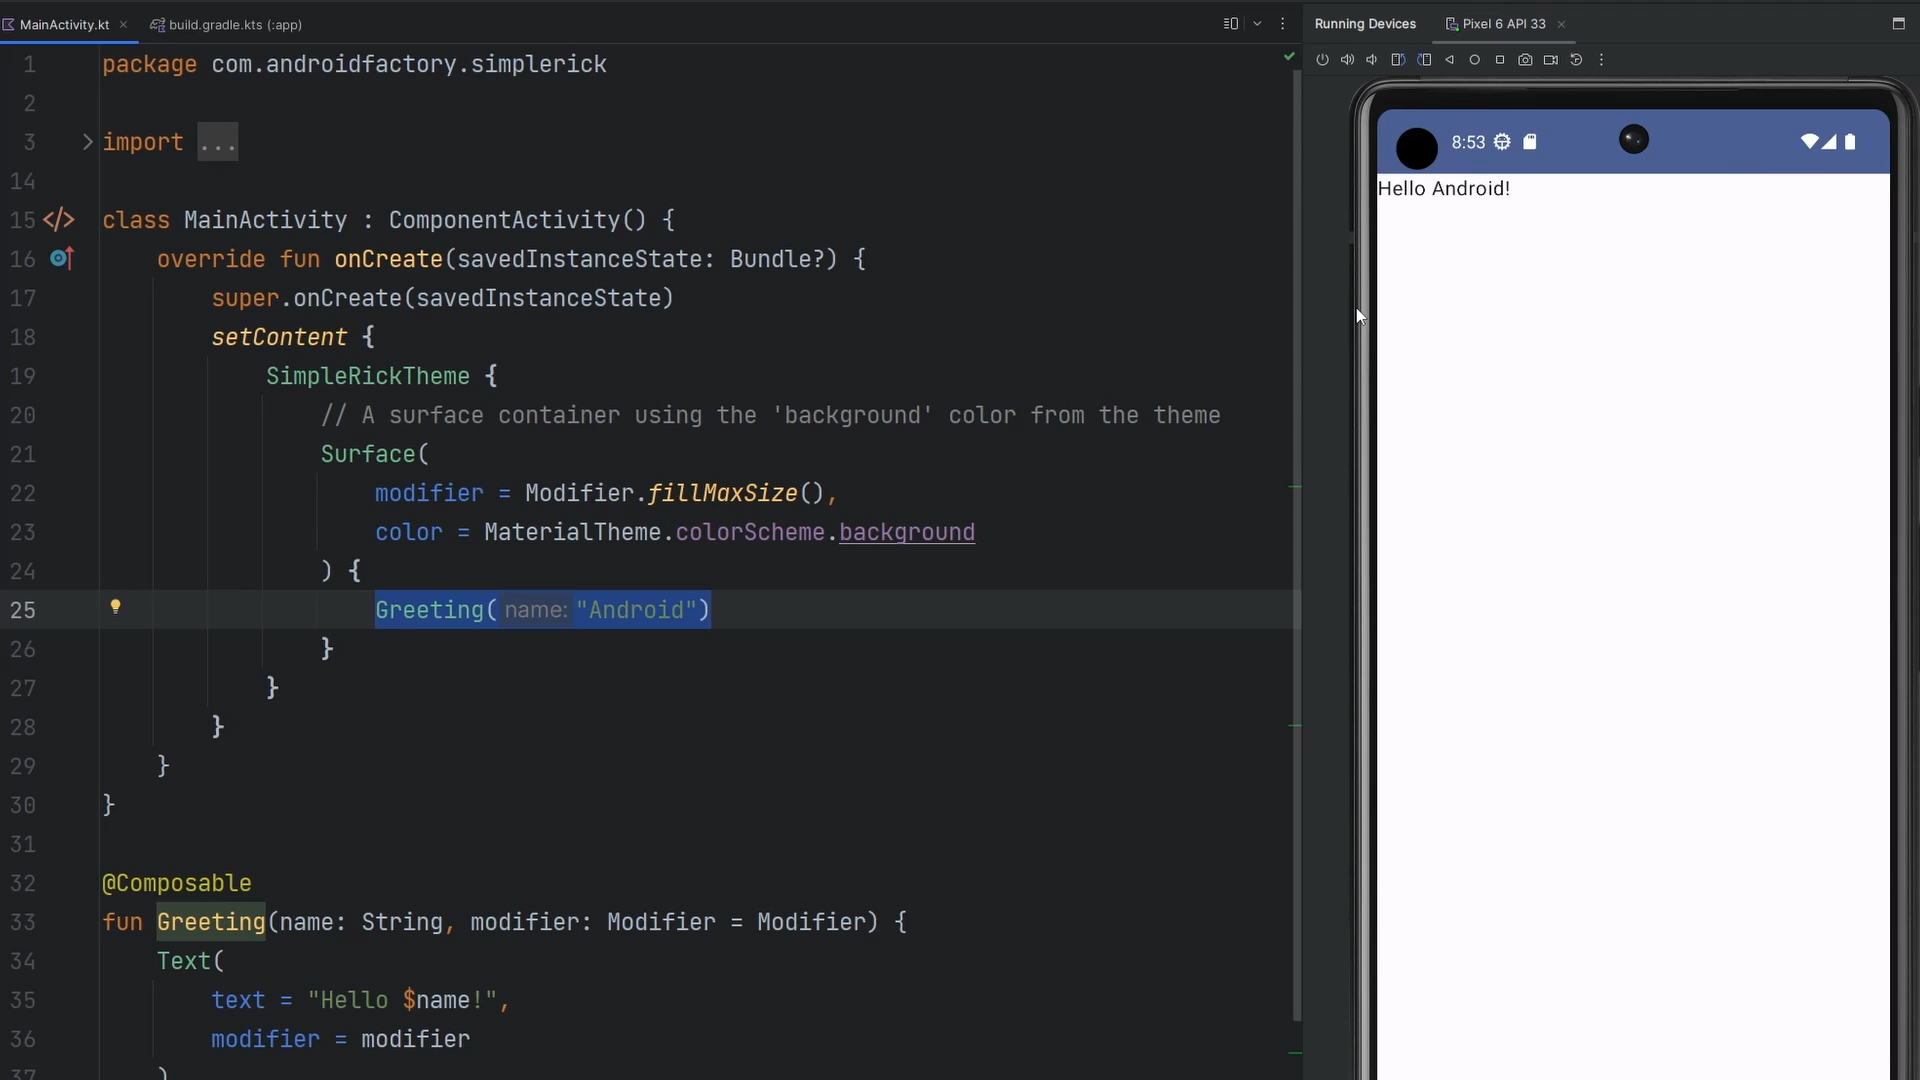 MainActivity.kt
build.gradle.kts (:app)
Running Devices
Pixel 6 API 33
1 package com.androidfactory.simplerick
2
3 import ...
14
15 class MainActivity : ComponentActivity() {
16 override fun onCreate(savedInstanceState: Bundle?) {
17 super.onCreate(savedInstanceState)
18 setContent {
19 SimpleRickTheme {
20 // A surface container using the 'background' color from the theme
21 Surface(
22 modifier = Modifier.fillMaxSize(),
23 color = MaterialTheme.colorScheme.background
24 ) {
25 Greeting( name: "Android")
26 }
27 }
28 }
29 }
30 }
31
32 @Composable
33 fun Greeting(name: String, modifier: Modifier = Modifier) {
34 Text(
35 text = "Hello $name!",
36 modifier = modifier
37 )
8:53
Hello Android!